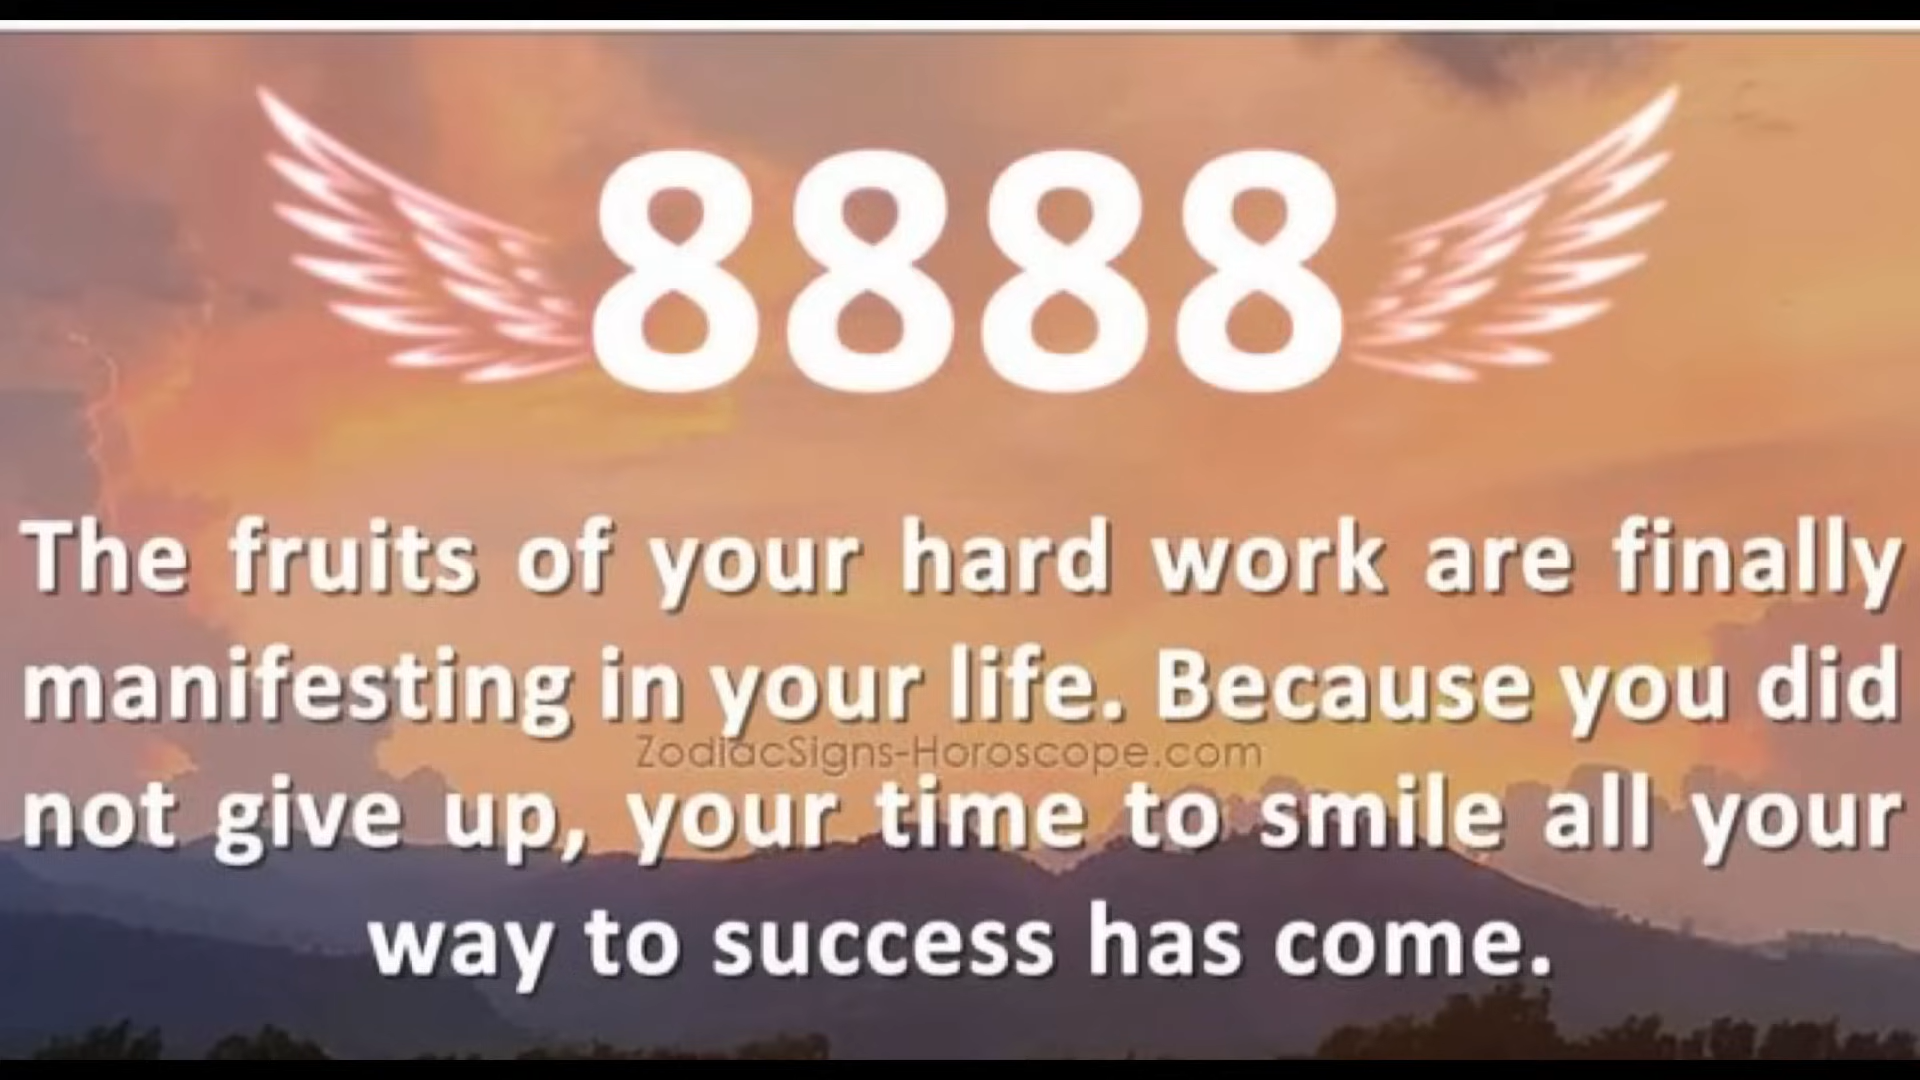 8888
The fruits of your hard work are finally
manifesting in your life. Because you did
ZodiacSigns-Horoscope.com
not give up, your time to smile all your
way to success has come.